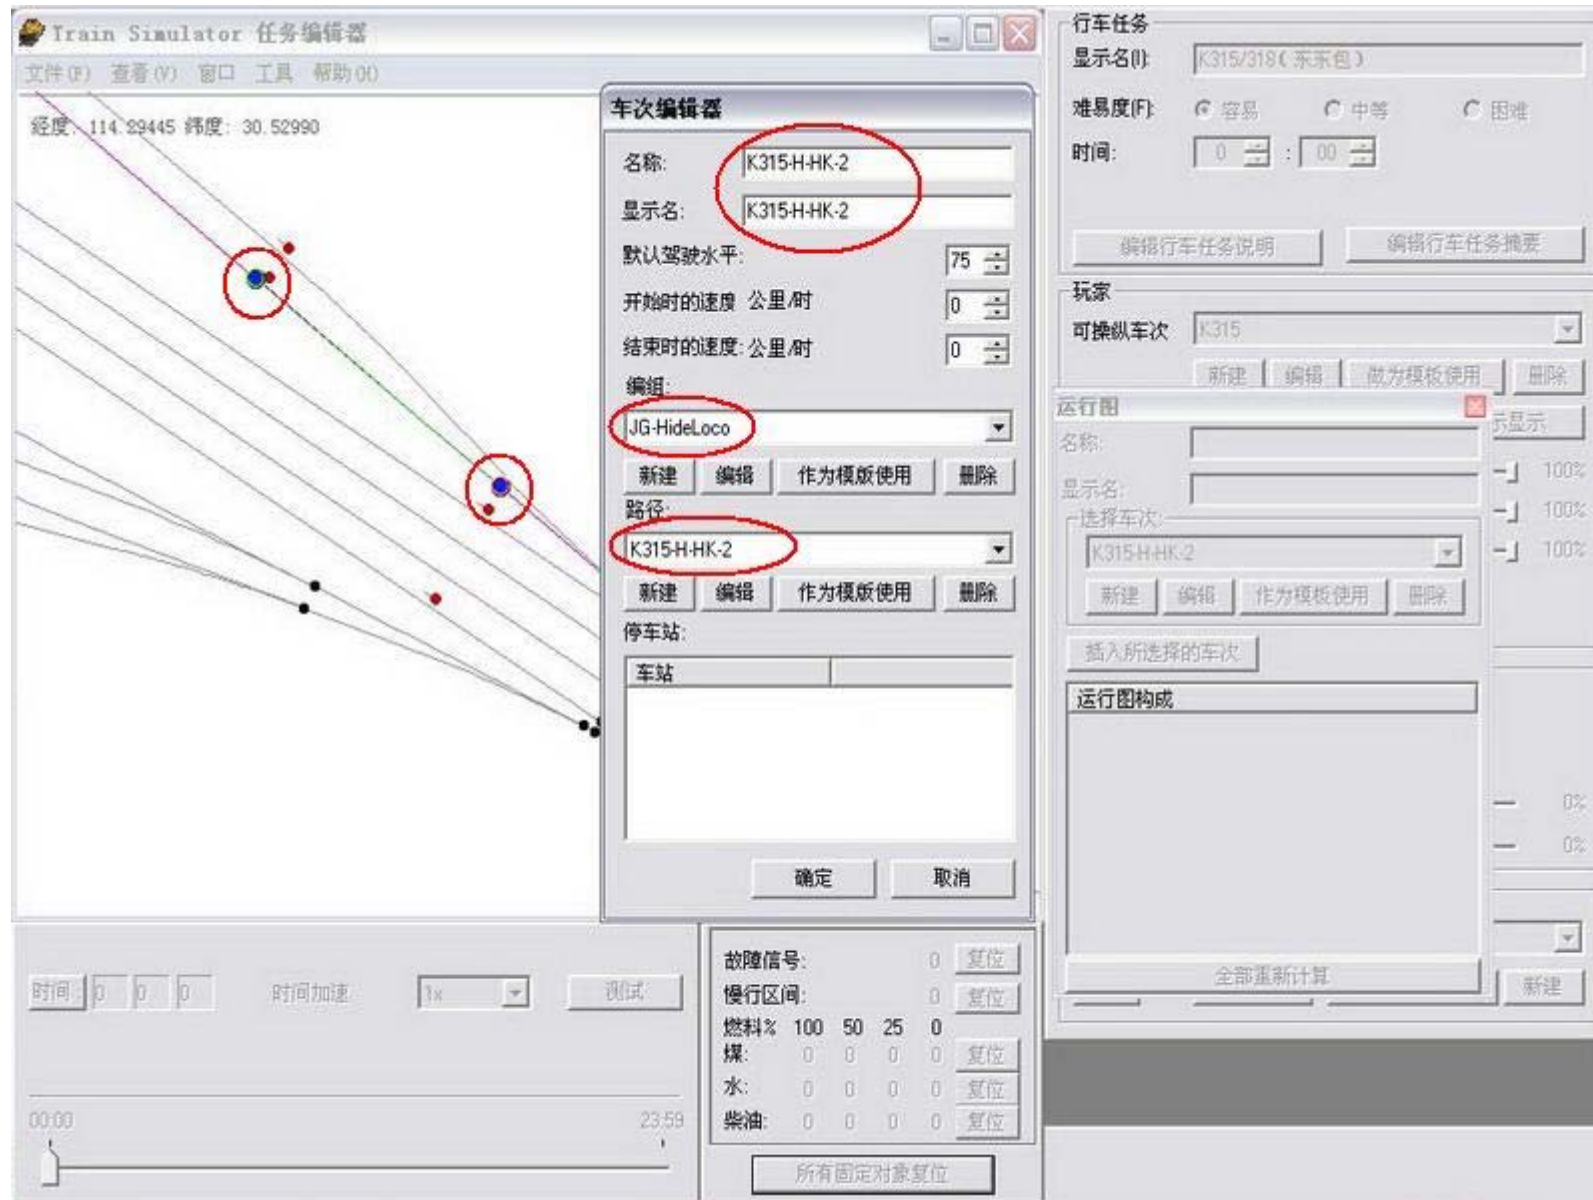 Train Simulator 任务编辑器
文件(F) 查看(V) 窗口 工具 帮助(H)
经度: 114.29445 纬度: 30.52990
车次编辑器
名称: K315-H-HK-2
显示名: K315-H-HK-2
默认驾驶水平: 75
开始时的速度 公里/时 0
结束时的速度: 公里/时 0
编组:
JG-HideLoco
新建 编辑 作为模版使用 删除
路径:
K315-H-HK-2
新建 编辑 作为模版使用 删除
停车站:
车站
确定 取消
行车任务
显示名(I): K315/318(东东包)
难易度(F): 容易 中等 困难
时间: 0 : 00
编辑行车任务说明 编辑行车任务摘要
玩家
可操纵车次 K315
新建 编辑 做为模板使用 删除
示显示
运行图
名称:
显示名:
选择车次:
K315-H-HK-2
新建 编辑 作为模板使用 删除
插入所选择的车次
运行图构成
全部重新计算
100%
100%
100%
0%
0%
新建
时间: 0 0 0 时间加速 1x 测试
00:00 23:59
故障信号: 0 复位
慢行区间: 0 复位
燃料% 100 50 25 0
煤: 0 0 0 0 复位
水: 0 0 0 0 复位
柴油: 0 0 0 0 复位
所有固定对象复位